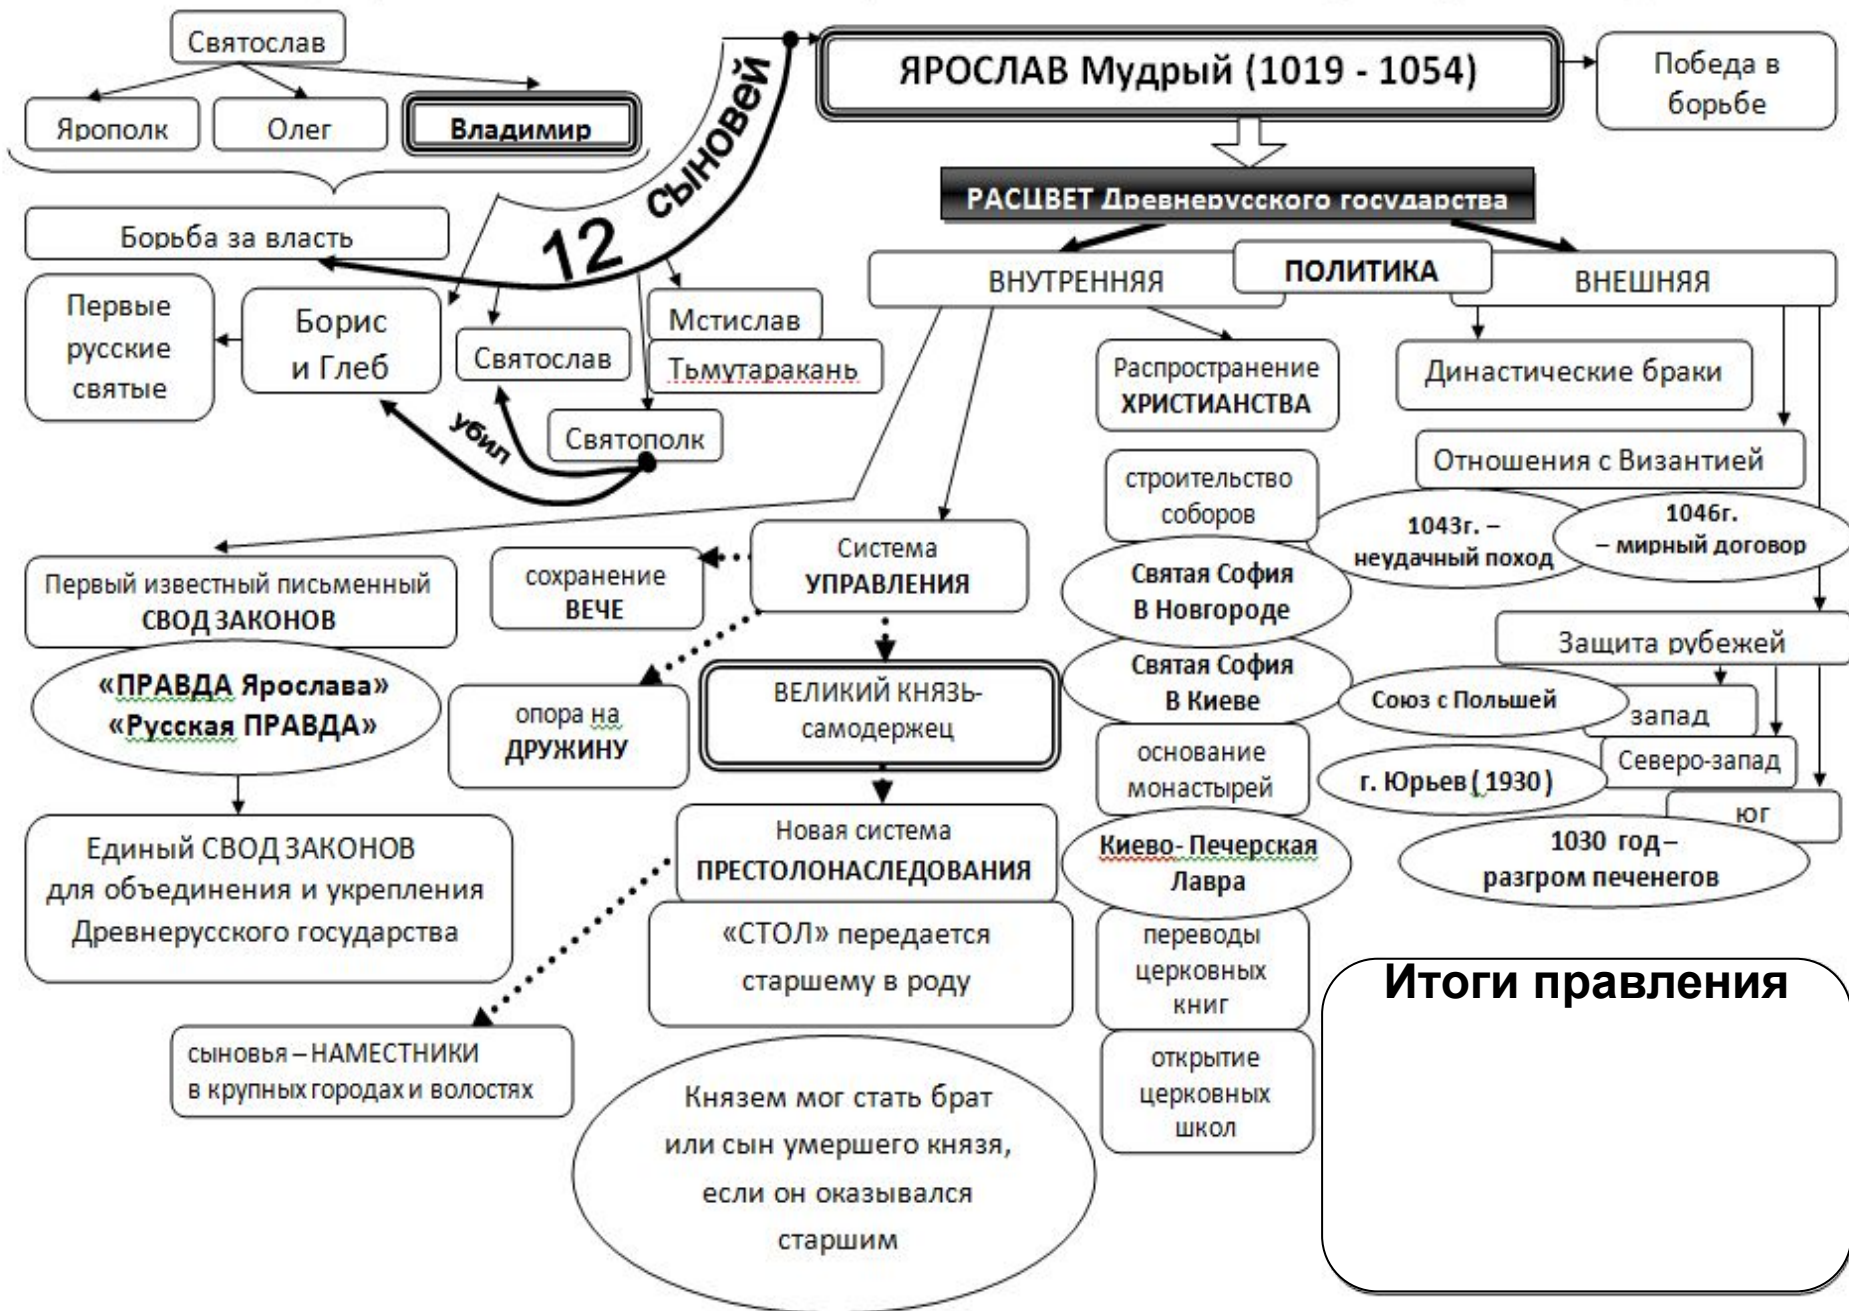 Святослав
Ярополк
Олег
Владимир
Борьба за власть
12 сыновей
ЯРОСЛАВ Мудрый (1019 - 1054)
Победа в
борьбе
РАСЦВЕТ Древнерусского государства
ВНУТРЕННЯЯ
ПОЛИТИКА
ВНЕШНЯЯ
Первые
русские
святые
Борис
и Глеб
Святослав
Мстислав
Тьмутаракань
Святополк
убил
Распространение
ХРИСТИАНСТВА
Династические браки
Отношения с Византией
1043г. –
неудачный поход
1046г.
– мирный договор
строительство
соборов
Святая София
В Новгороде
Святая София
В Киеве
основание
монастырей
Киево- Печерская
Лавра
переводы
церковных
книг
открытие
церковных
школ
Защита рубежей
Союз с Польшей
запад
Северо-запад
г. Юрьев ( 1930 )
юг
1030 год–
разгром печенегов
Первый известный письменный
СВОД ЗАКОНОВ
«ПРАВДА Ярослава»
«Русская ПРАВДА»
Единый СВОД ЗАКОНОВ
для объединения и укрепления
Древнерусского государства
Система
УПРАВЛЕНИЯ
сохранение
ВЕЧЕ
опора на
ДРУЖИНУ
ВЕЛИКИЙ КНЯЗЬ-
самодержец
Новая система
ПРЕСТОЛОНАСЛЕДОВАНИЯ
«СТОЛ» передается
старшему в роду
сыновья – НАМЕСТНИКИ
в крупных городах и волостях
Князем мог стать брат
или сын умершего князя,
если он оказывался
старшим
Итоги правления